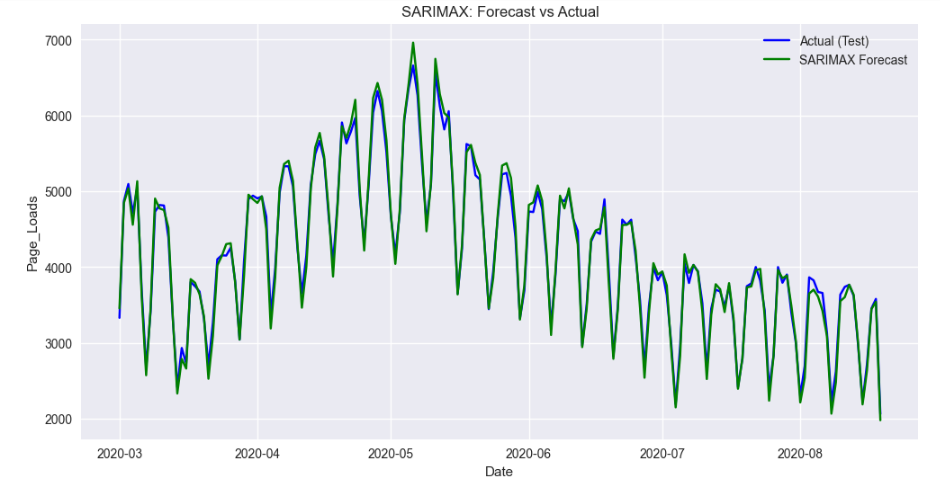 SARIMAX: Forecast vs Actual
Actual (Test)
SARIMAX Forecast
7000
6000
5000
4000
3000
2000
Page_Loads
2020-03 2020-04 2020-05 2020-06 2020-07 2020-08
Date